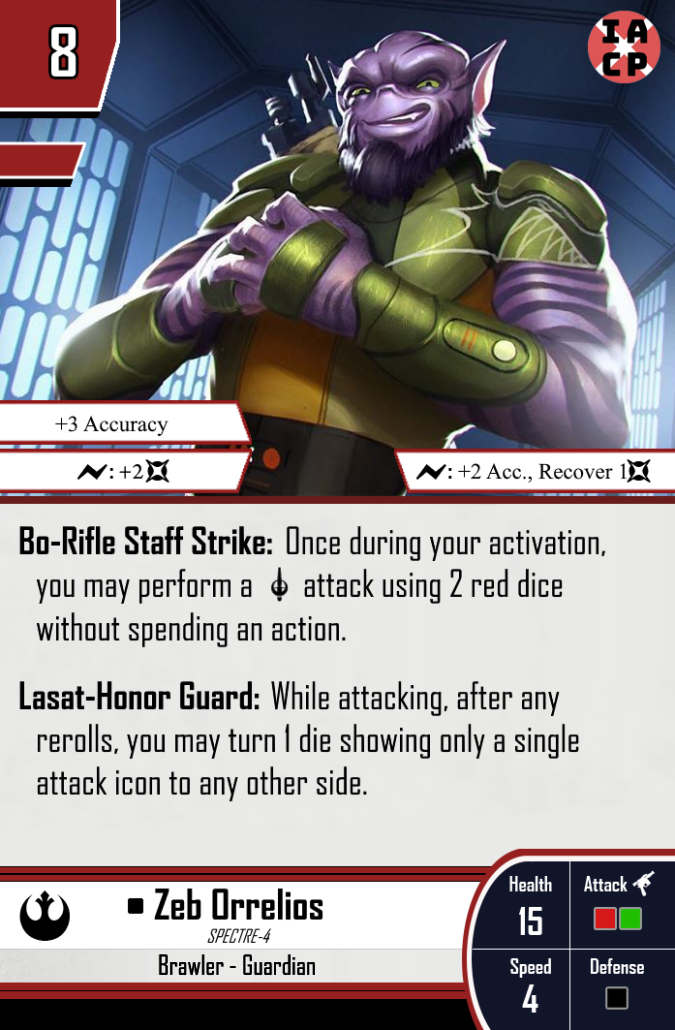 8
IA
CP
+3 Accuracy
: +2
: +2 Acc., Recover 1
Bo-Rifle Staff Strike: Once during your activation,
you may perform a attack using 2 red dice
without spending an action.
Lasat-Honor Guard: While attacking, after any
rerolls, you may turn 1 die showing only a single
attack icon to any other side.
Zeb Orrelios
SPECTRE-4
Brawler - Guardian
Health
15
Attack
Speed
4
Defense